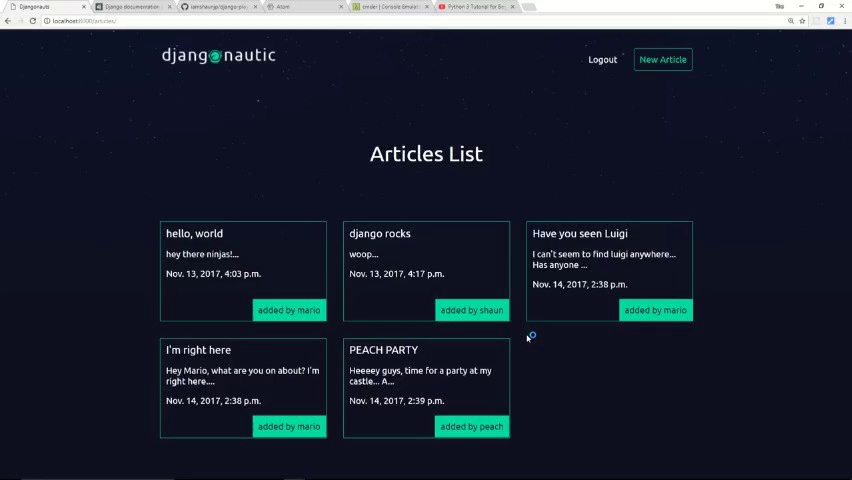 Djangonauts
Django documentation
iamshaunjp/django-pla
Atom
cmder | Console Emulat
Python 3 Tutorial for Be
localhost:8000/articles/
djangonautic
Logout
New Article
Articles List
hello, world
hey there ninjas!...
Nov. 13, 2017, 4:03 p.m.
added by mario
django rocks
woop...
Nov. 13, 2017, 4:17 p.m.
added by shaun
Have you seen Luigi
I can't seem to find luigi anywhere...
Has anyone ...
Nov. 14, 2017, 2:38 p.m.
added by mario
I'm right here
Hey Mario, what are you on about? I'm
right here....
Nov. 14, 2017, 2:38 p.m.
added by mario
PEACH PARTY
Heeeey guys, time for a party at my
castle... A...
Nov. 14, 2017, 2:39 p.m.
added by peach